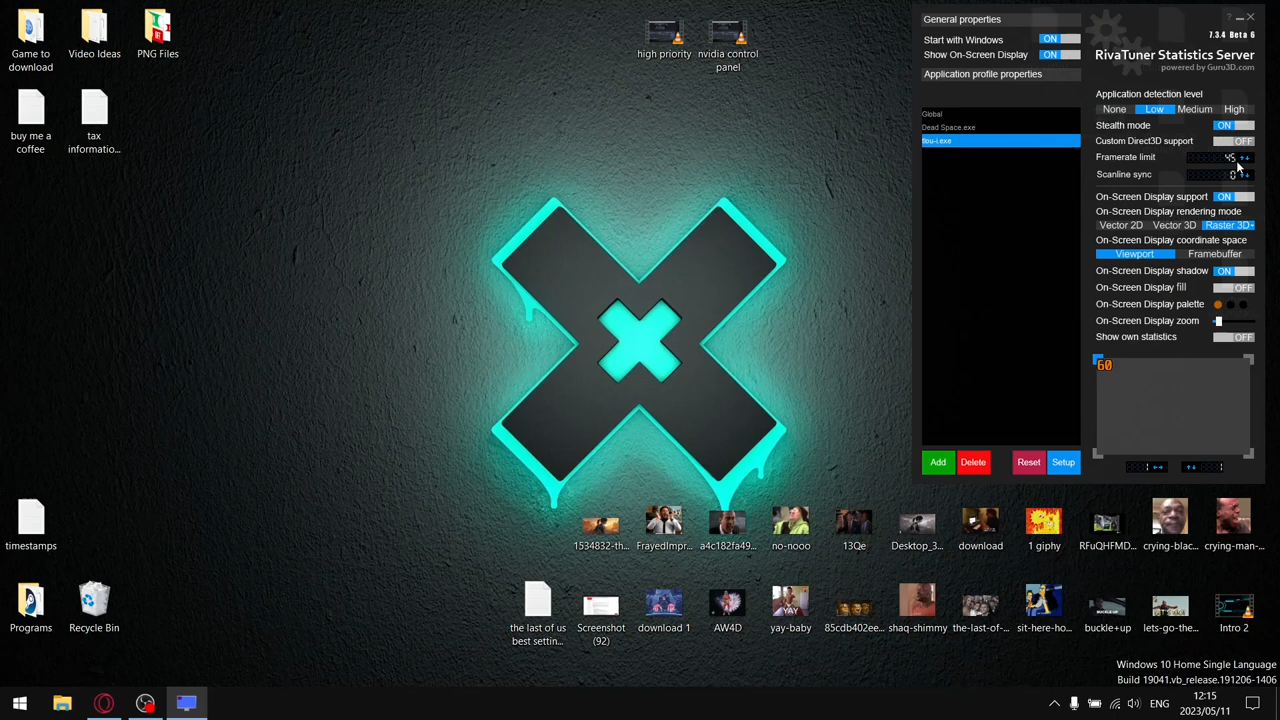 Game to
download
Video Ideas
PNG Files
buy me a
coffee
tax
informatio...
high priority
nvidia control
panel
General properties
Start with Windows
ON
Show On-Screen Display
ON
Application profile properties
Global
Dead Space.exe
tlou-i.exe
Add
Delete
Reset
Setup
?
7.3.4 Beta 6
RivaTuner Statistics Server
powered by Guru3D.com
Application detection level
None
Low
Medium
High
Stealth mode
ON
Custom Direct3D support
OFF
Framerate limit
45
Scanline sync
0
On-Screen Display support
ON
On-Screen Display rendering mode
Vector 2D
Vector 3D
Raster 3D
On-Screen Display coordinate space
Viewport
Framebuffer
On-Screen Display shadow
ON
On-Screen Display fill
OFF
On-Screen Display palette
On-Screen Display zoom
Show own statistics
OFF
60
1
1
timestamps
1534832-th...
FrayedImpr...
a4c182fa49...
no-nooo
13Qe
Desktop_3...
download
1 giphy
RFuQHFMD...
crying-blac...
crying-man-...
Programs
Recycle Bin
the last of us
best settin...
Screenshot
(92)
download 1
AW4D
YAY
yay-baby
85cdb402ee...
shaq-shimmy
the-last-of-...
sit-here-ho...
BUCKLE+UP
buckle+up
lets-go-the...
Intro 2
Windows 10 Home Single Language
Build 19041.vb_release.191206-1406
ENG
12:15
2023/05/11